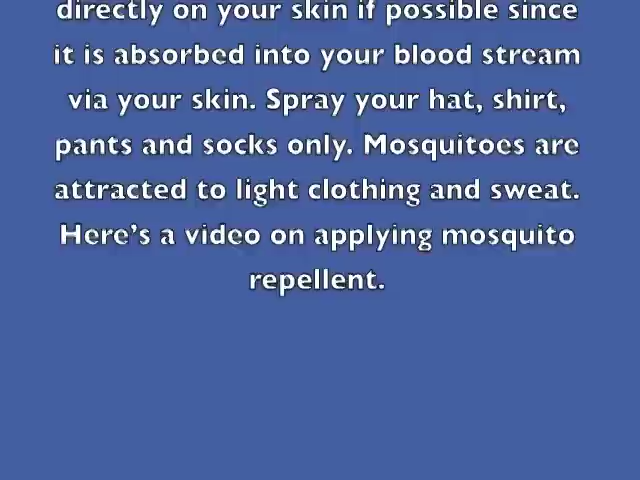 directly on your skin if possible since
it is absorbed into your blood stream
via your skin. Spray your hat, shirt,
pants and socks only. Mosquitoes are
attracted to light clothing and sweat.
Here's a video on applying mosquito
repellent.